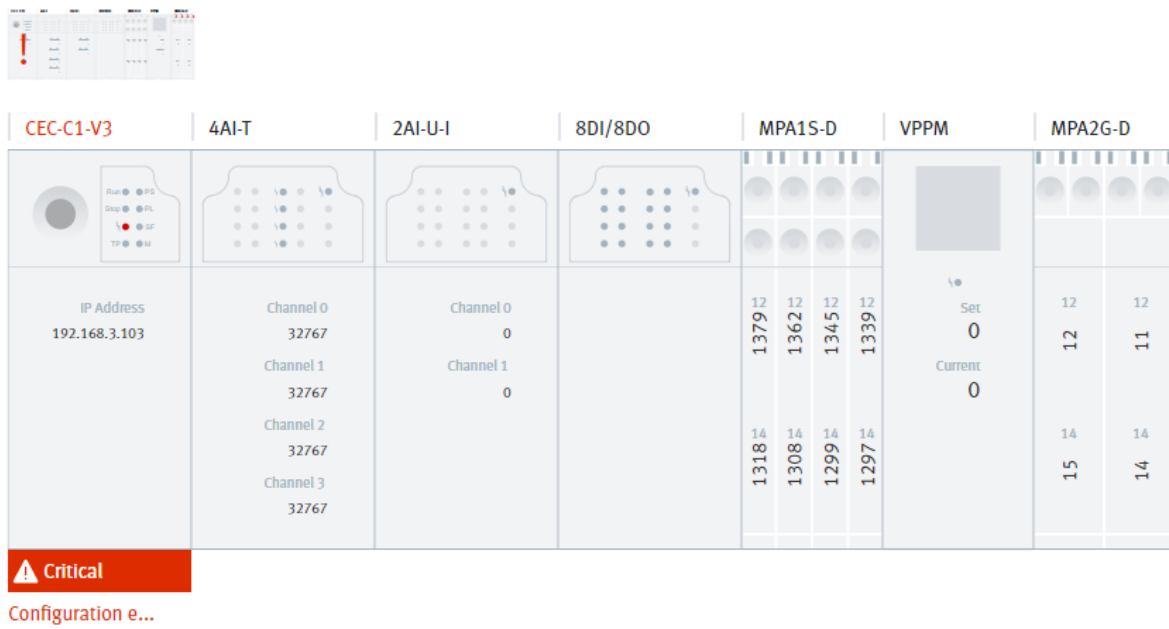 CEC-C1-V3 4AI-T 2AI-U-I 8DI/8DO MPA1S-D VPPM MPA2G-D
Run PS
Stop PL
SF
TP M
IP Address
192.168.3.103
Channel 0
32767
Channel 1
32767
Channel 2
32767
Channel 3
32767
Channel 0
0
Channel 1
0
12 12 12 12
1379 1362 1345 1339
14 14 14 14
1318 1308 1299 1297
Set
0
Current
0
12 12
12 11
14 14
15 14
Critical
Configuration e...